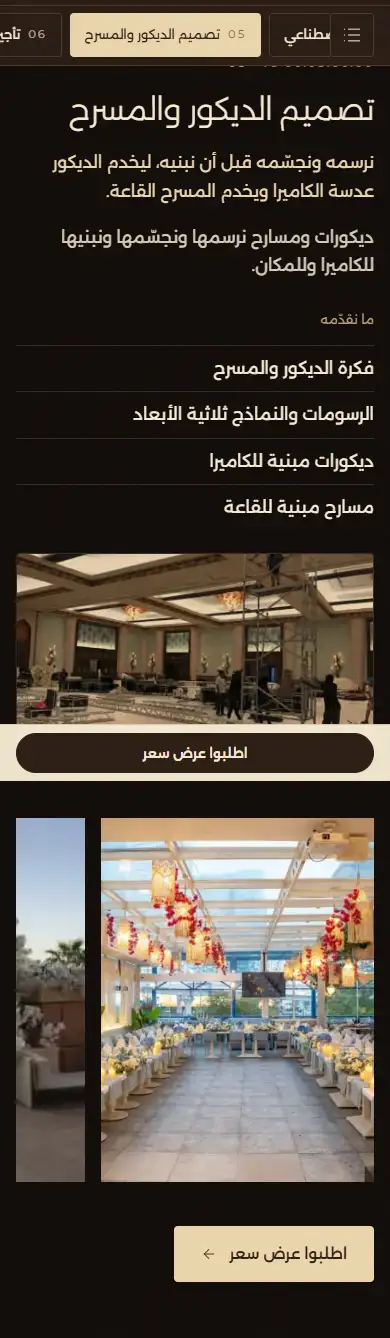 صطناعي
05 تصميم الديكور والمسرح
06 تأجير
تصميم الديكور والمسرح
نرسمه ونجسّمه قبل أن نبنيه، ليخدم الديكور
عدسة الكاميرا ويخدم المسرح القاعة.
ديكورات ومسارح نرسمها ونجسّمها ونبنيها
للكاميرا وللمكان.
ما نقدّمه
فكرة الديكور والمسرح
الرسومات والنماذج ثلاثية الأبعاد
ديكورات مبنية للكاميرا
مسارح مبنية للقاعة
اطلبوا عرض سعر
اطلبوا عرض سعر ←